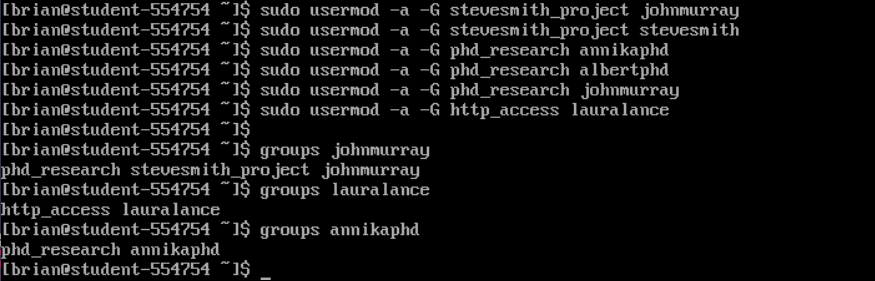 [brian@student-554754 ~]$ sudo usermod -a -G stevesmith_project johnmurray
[brian@student-554754 ~]$ sudo usermod -a -G stevesmith_project stevesmith
[brian@student-554754 ~]$ sudo usermod -a -G phd_research annikaphd
[brian@student-554754 ~]$ sudo usermod -a -G phd_research albertphd
[brian@student-554754 ~]$ sudo usermod -a -G phd_research johnmurray
[brian@student-554754 ~]$ sudo usermod -a -G http_access lauralance
[brian@student-554754 ~]$
[brian@student-554754 ~]$ groups johnmurray
phd_research stevesmith_project johnmurray
[brian@student-554754 ~]$ groups lauralance
http_access lauralance
[brian@student-554754 ~]$ groups annikaphd
phd_research annikaphd
[brian@student-554754 ~]$ _